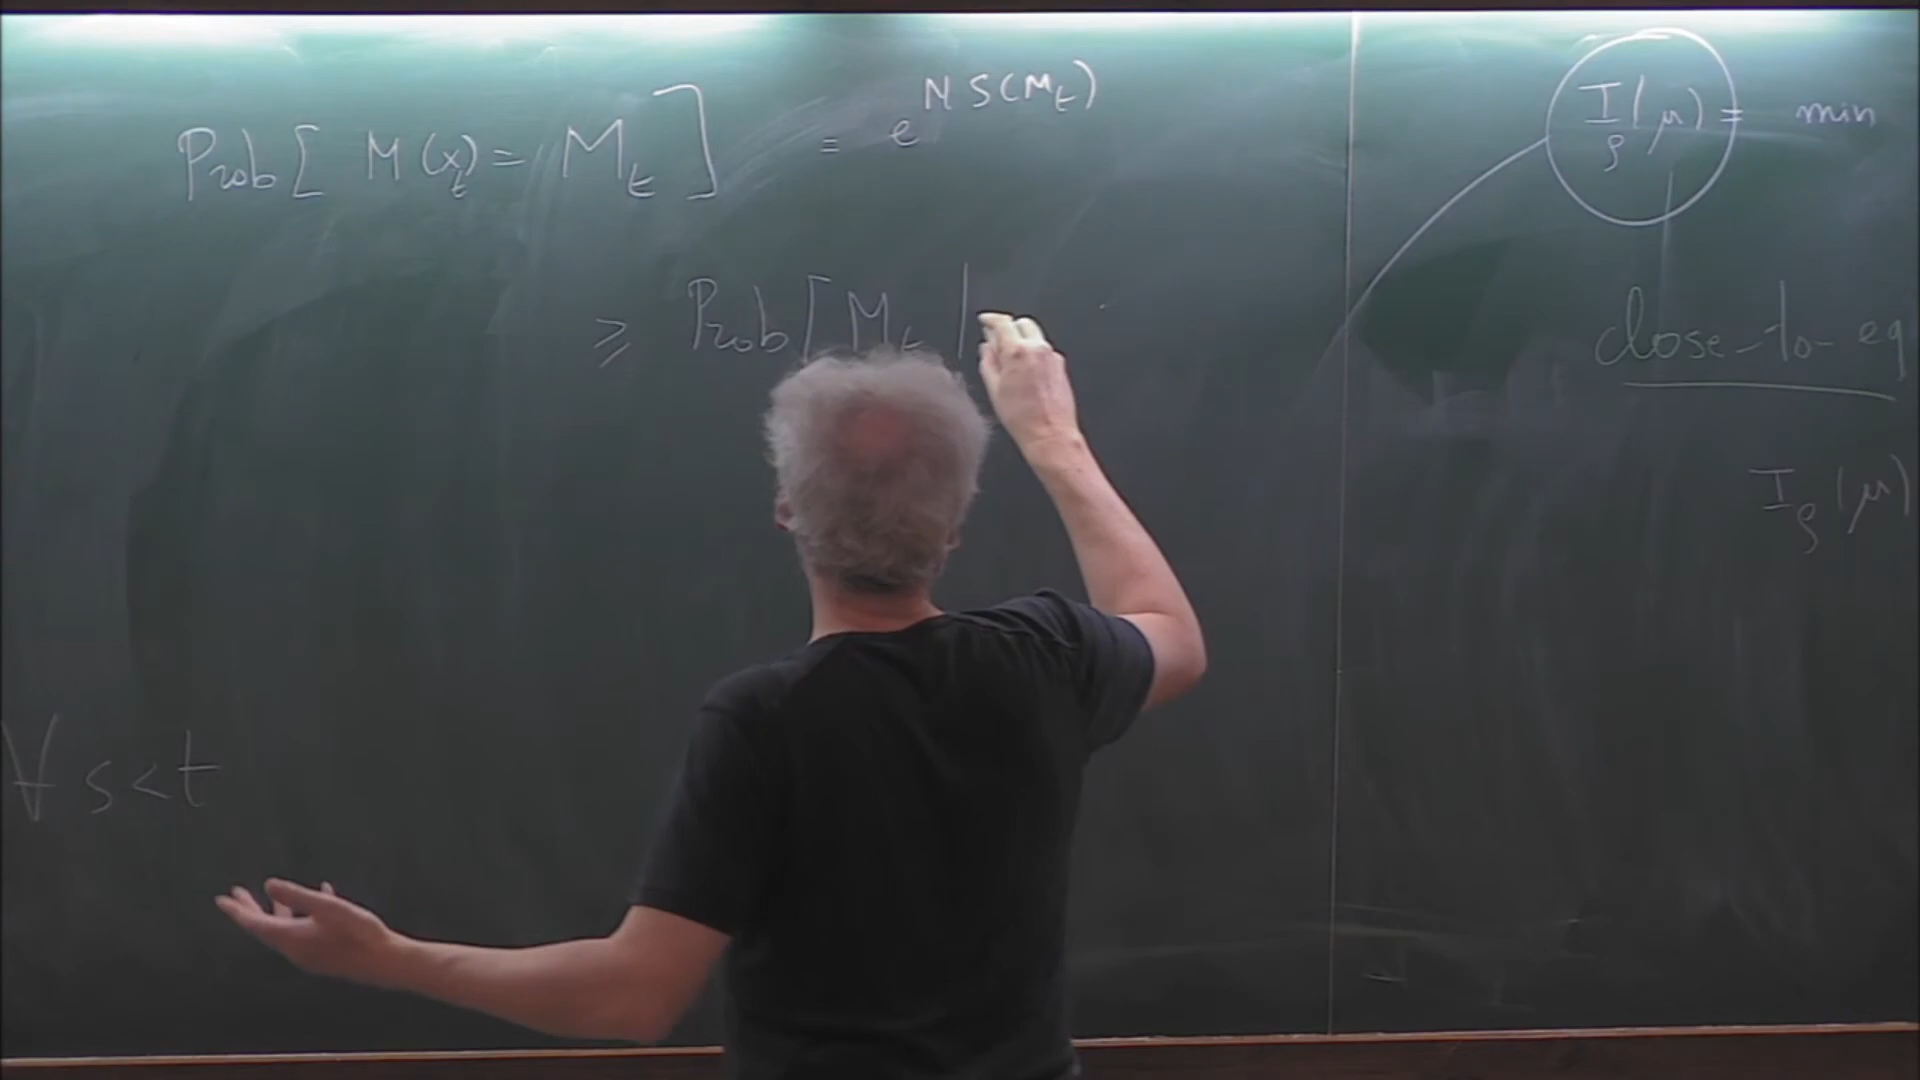 Prob[ M(x_t) = M_t ] = e^{N S(M_t)}
≥ Prob[ M_t |
∀ s<t
I_ρ(μ) = min
close-to-eq
I_ρ(μ)